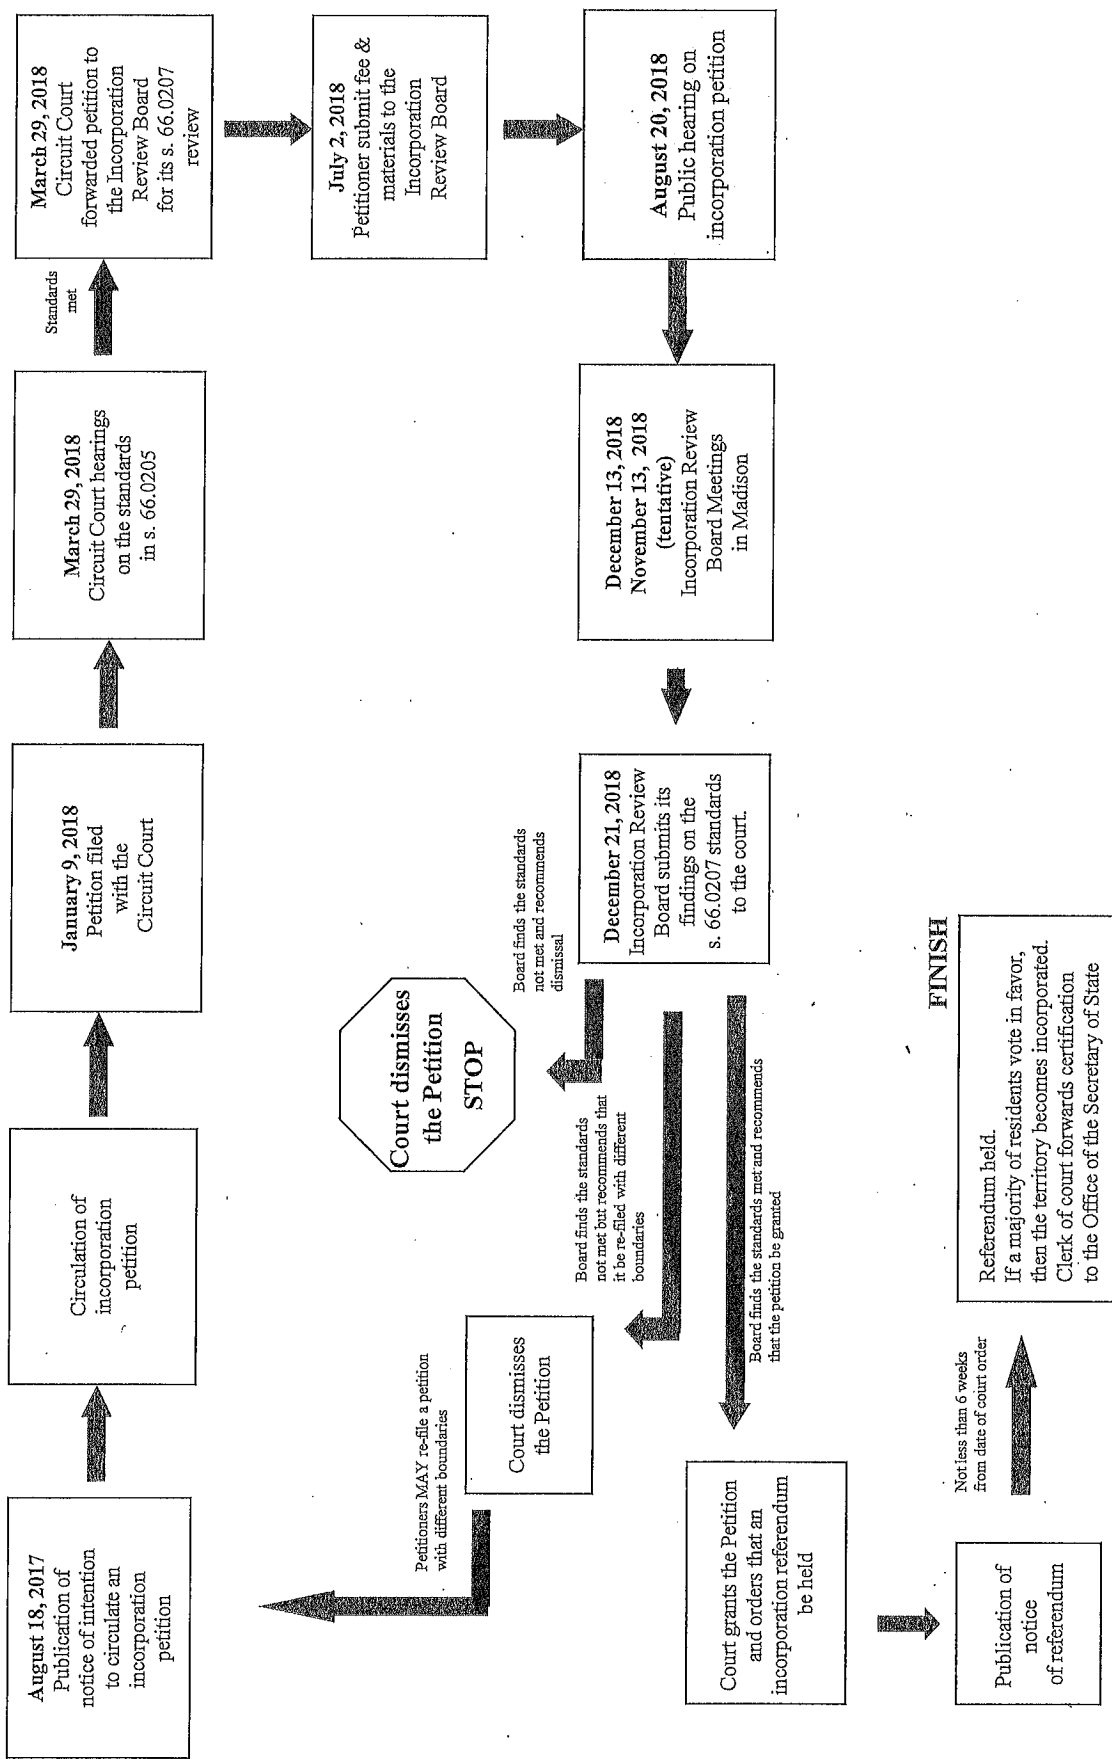 August 18, 2017
Publication of
notice of intention
to circulate an
incorporation
petition
Circulation of
incorporation
petition
January 9, 2018
Petition filed
with the
Circuit Court
March 29, 2018
Circuit Court hearings
on the standards
in s. 66.0205
Standards
met
March 29, 2018
Circuit Court
forwarded petition to
the Incorporation
Review Board
for its s. 66.0207
review
July 2, 2018
Petitioner submit fee &
materials to the
Incorporation
Review Board
August 20, 2018
Public hearing on
incorporation petition
December 13, 2018
November 13, 2018
(tentative)
Incorporation Review
Board Meetings
in Madison
December 21, 2018
Incorporation Review
Board submits its
findings on the
s. 66.0207 standards
to the court.
Board finds the standards
not met and recommends
dismissal
Court dismisses
the Petition
STOP
Board finds the standards
not met but recommends that
it be re-filed with different
boundaries
Court dismisses
the Petition
Petitioners MAY re-file a petition
with different boundaries
Board finds the standards met and recommends
that the petition be granted
Court grants the Petition
and orders that an
incorporation referendum
be held
Publication of
notice
of referendum
Not less than 6 weeks
from date of court order
FINISH
Referendum held.
If a majority of residents vote in favor,
then the territory becomes incorporated.
Clerk of court forwards certification
to the Office of the Secretary of State